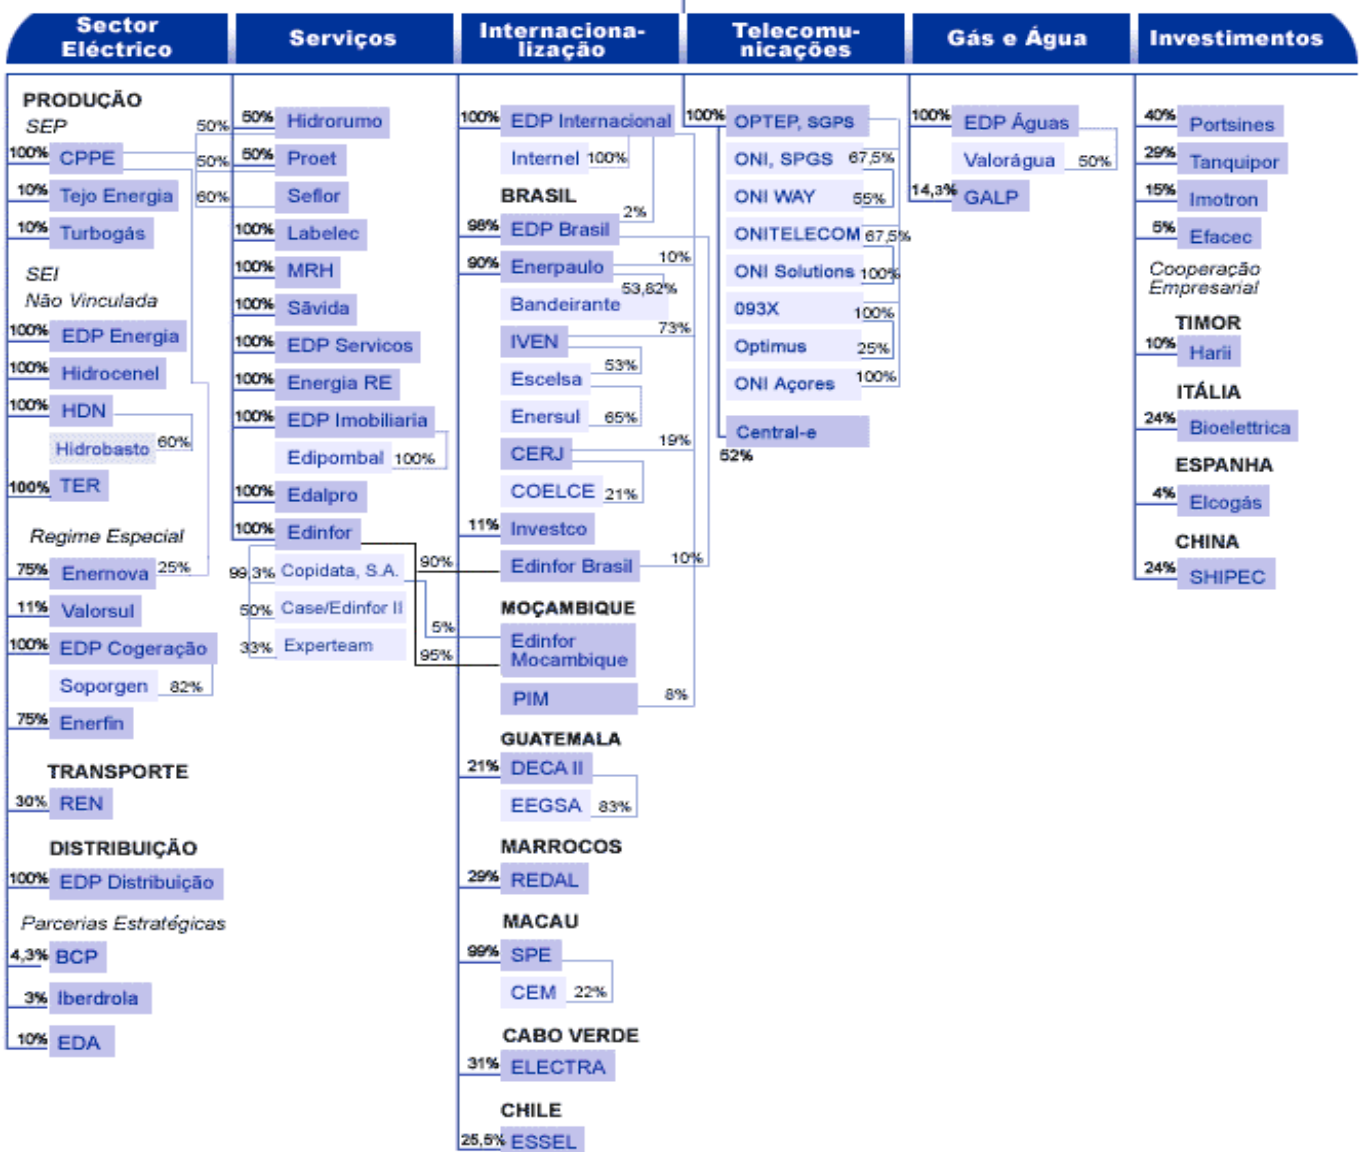 Sector
Eléctrico
Serviços
Internaciona-
lização
Telecomu-
nicações
Gás e Água
Investimentos
PRODUÇÃO
SEP
100% CPPE
10% Tejo Energia
10% Turbogás
SEI
Não Vinculada
100% EDP Energia
100% Hidrocenel
100% HDN
Hidrobasto 60%
100% TER
Regime Especial
75% Enernova 25%
11% Valorsul
100% EDP Cogeração
Soporgen 82%
75% Enerfin
TRANSPORTE
30% REN
DISTRIBUIÇÃO
100% EDP Distribuição
Parcerias Estratégicas
4,3% BCP
3% Iberdrola
10% EDA
50% 50% Hidrorumo
50% 50% Proet
60% Seflor
100% Labelec
100% MRH
100% Sãvida
100% EDP Servicos
100% Energia RE
100% EDP Imobiliaria
Edipombal 100%
100% Edalpro
100% Edinfor
99,3% Copidata, S.A.
50% Case/Edinfor II
33% Experteam
100% EDP Internacional
Internel 100%
BRASIL
2%
98% EDP Brasil
90% Enerpaulo 10%
53,82%
Bandeirante
73%
IVEN
53%
Escelsa
Enersul 65%
19%
CERJ
COELCE 21%
11% Investco
90% Edinfor Brasil 10%
MOÇAMBIQUE
5%
Edinfor
95% Mocambique
PIM 8%
GUATEMALA
21% DECA II
EEGSA 83%
MARROCOS
29% REDAL
MACAU
99% SPE
CEM 22%
CABO VERDE
31% ELECTRA
CHILE
25,5% ESSEL
100% OPTEP, SGPS
ONI, SPGS 67,5%
ONI WAY 55%
ONITELECOM 67,5%
ONI Solutions 100%
093X 100%
Optimus 25%
ONI Açores 100%
Central-e
52%
100% EDP Águas
Valorágua 50%
14,3% GALP
40% Portsines
29% Tanquipor
15% Imotron
5% Efacec
Cooperação
Empresarial
TIMOR
10% Harii
ITÁLIA
24% Bioelettrica
ESPANHA
4% Elcogás
CHINA
24% SHIPEC